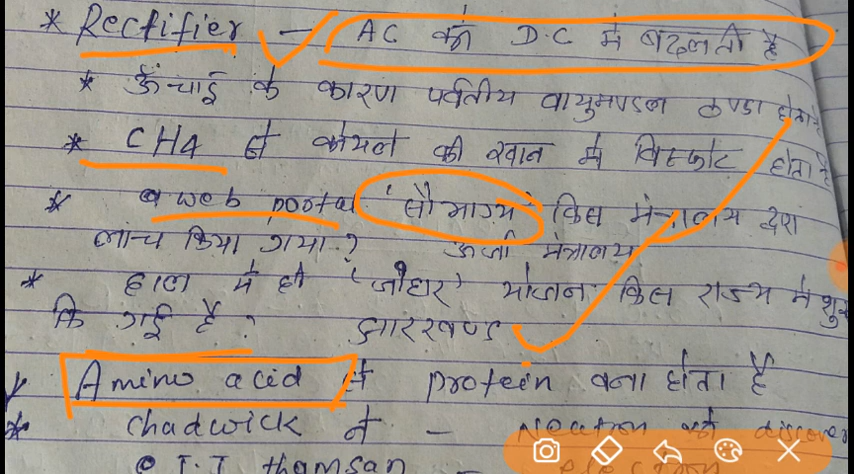 * Rectifier - AC को D.C में बदलती है
* ऊँचाई के कारण पर्वतीय वायुमण्डल ठण्डा होता है
* CH4 से कोयले की खान में विस्फोट होता है
* web portal 'सौभाग्य' किस मंत्रालय द्वारा
लांच किया गया? ऊर्जा मंत्रालय
* हाल में ही 'जोहार' योजना किस राज्य में शुरू
कि गई है? झारखण्ड
Amino acid से protein बना होता है
* chadwick ने - Neutron को discover
J.J thamsan